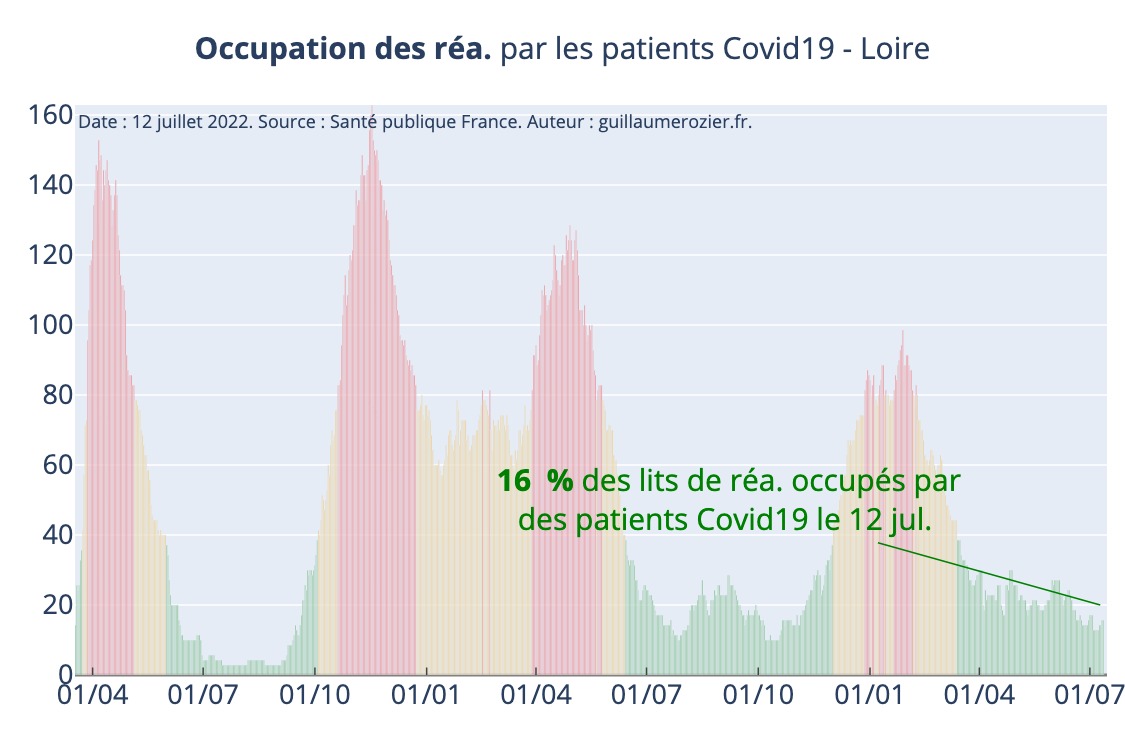 Occupation des réa. par les patients Covid19 - Loire
160
Date : 12 juillet 2022. Source : Santé publique France. Auteur : guillaumerozier.fr.
140
120
100
80
60
16 % des lits de réa. occupés par
des patients Covid19 le 12 jul.
40
20
0
01/04 01/07 01/10 01/01 01/04 01/07 01/10 01/01 01/04 01/07